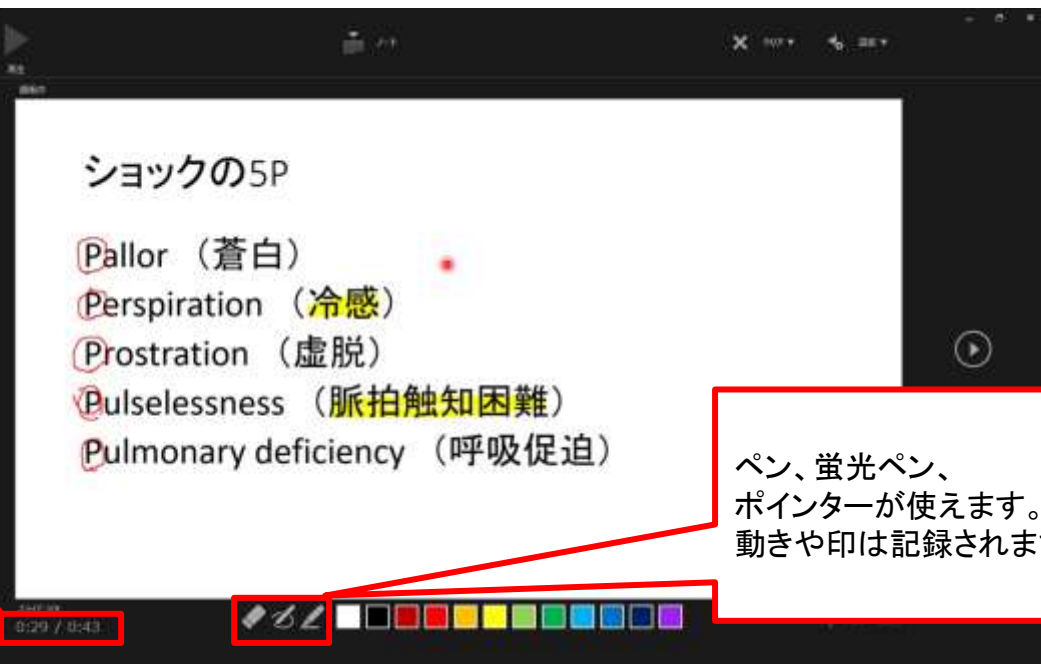 ノート
ショックの5P
Pallor （蒼白）
Perspiration （冷感）
Prostration （虚脱）
Pulselessness （脈拍触知困難）
Pulmonary deficiency （呼吸促迫）
ペン、蛍光ペン、
ポインターが使えます。
動きや印は記録されま
0:29 / 0:43